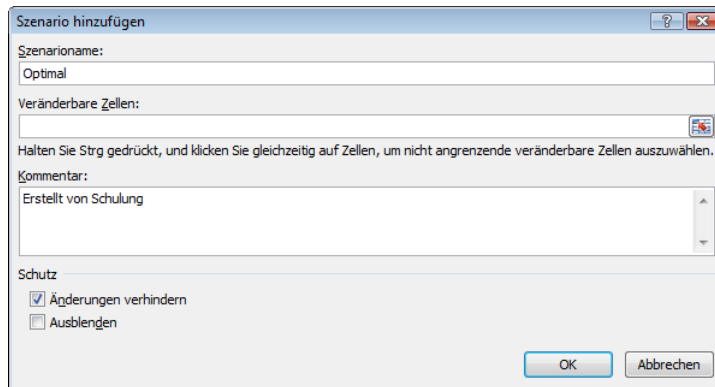 Szenario hinzufügen
Szenarioname:
Optimal
Veränderbare Zellen:
Halten Sie Strg gedrückt, und klicken Sie gleichzeitig auf Zellen, um nicht angrenzende veränderbare Zellen auszuwählen.
Kommentar:
Erstellt von Schulung
Schutz
Änderungen verhindern
Ausblenden
OK Abbrechen